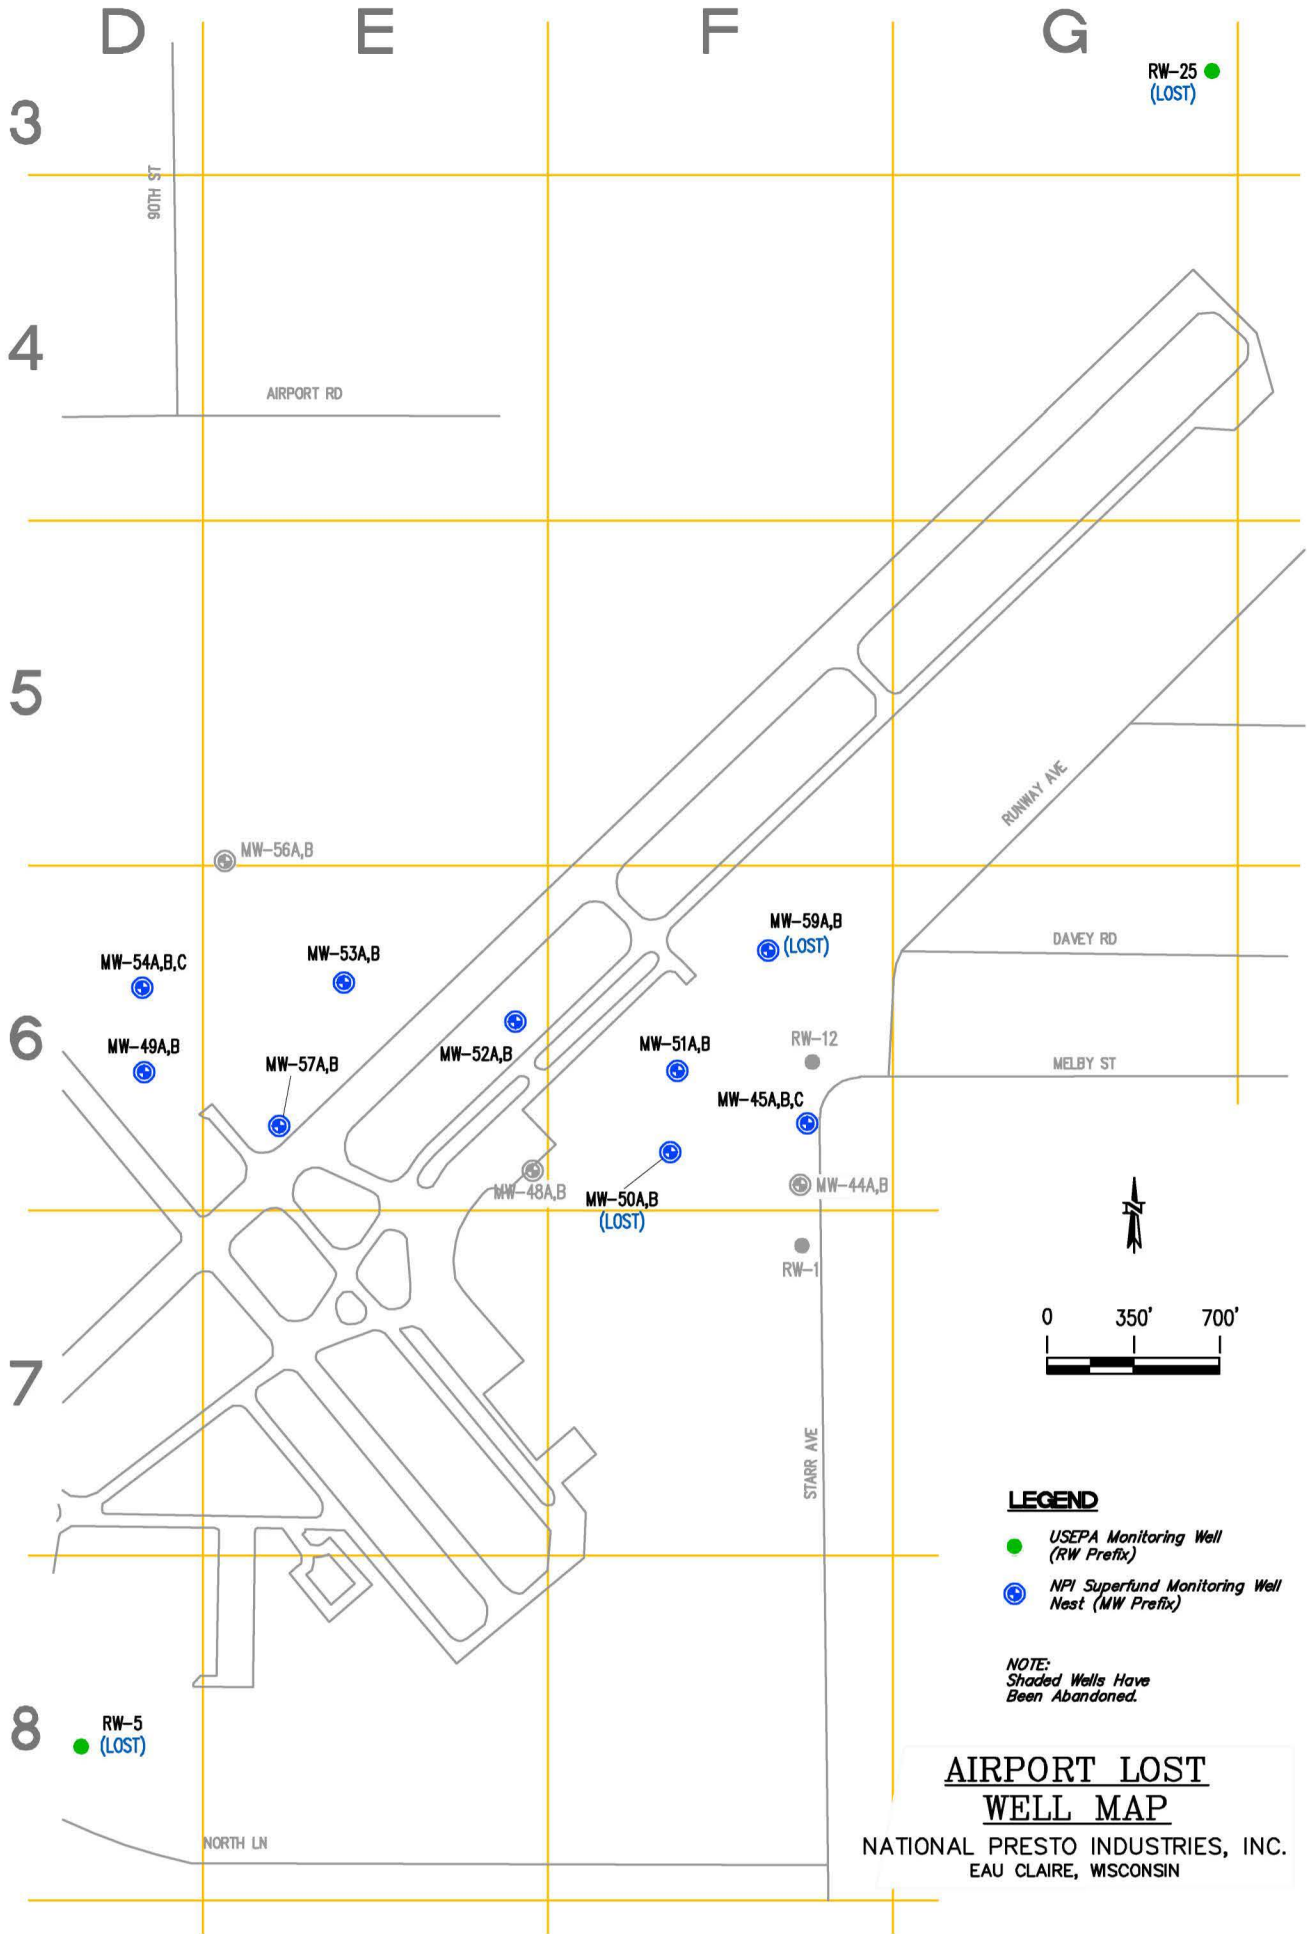 D
E
F
G
RW-25
(LOST)
3
90TH ST
4
AIRPORT RD
5
RUNWAY AVE
MW-56A,B
MW-59A,B
(LOST)
DAVEY RD
MW-53A,B
MW-54A,B,C
6
MW-52A,B
MW-51A,B
RW-12
MW-49A,B
MW-57A,B
MELBY ST
MW-45A,B,C
MW-48A,B
MW-50A,B
(LOST)
MW-44A,B
N
RW-1
0 350' 700'
7
STARR AVE
LEGEND
USEPA Monitoring Well
(RW Prefix)
NPI Superfund Monitoring Well
Nest (MW Prefix)
NOTE:
Shaded Wells Have
Been Abandoned.
8
RW-5
(LOST)
NORTH LN
AIRPORT LOST
WELL MAP
NATIONAL PRESTO INDUSTRIES, INC.
EAU CLAIRE, WISCONSIN